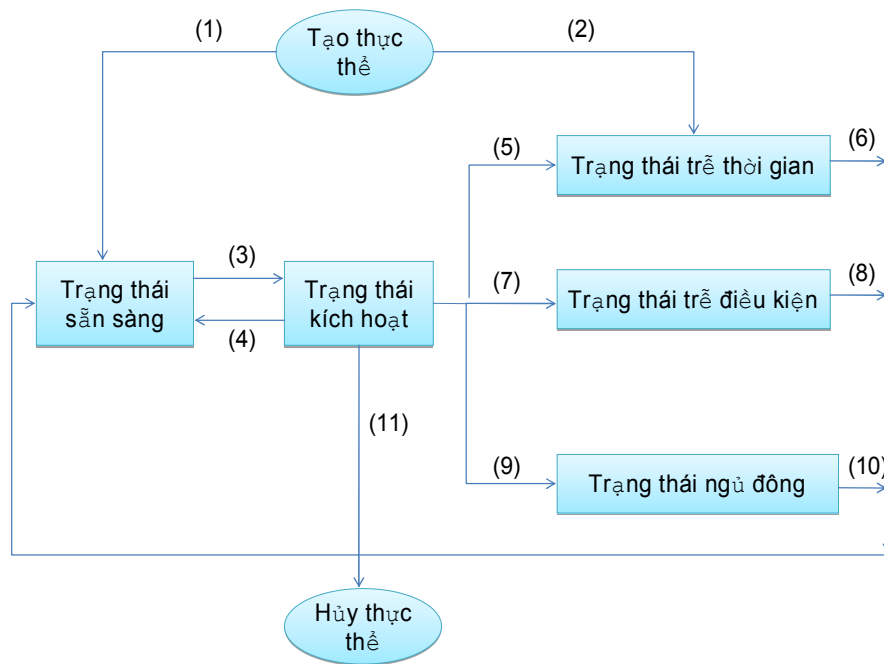 (1)
Tạo thực
thể
(2)
Trạng thái trễ thời gian
(5)
(6)
Trạng thái
sẵn sàng
(3)
(4)
Trạng thái
kích hoạt
(7)
Trạng thái trễ điều kiện
(8)
(11)
(9)
Trạng thái ngủ đông
(10)
Hủy thực
thể